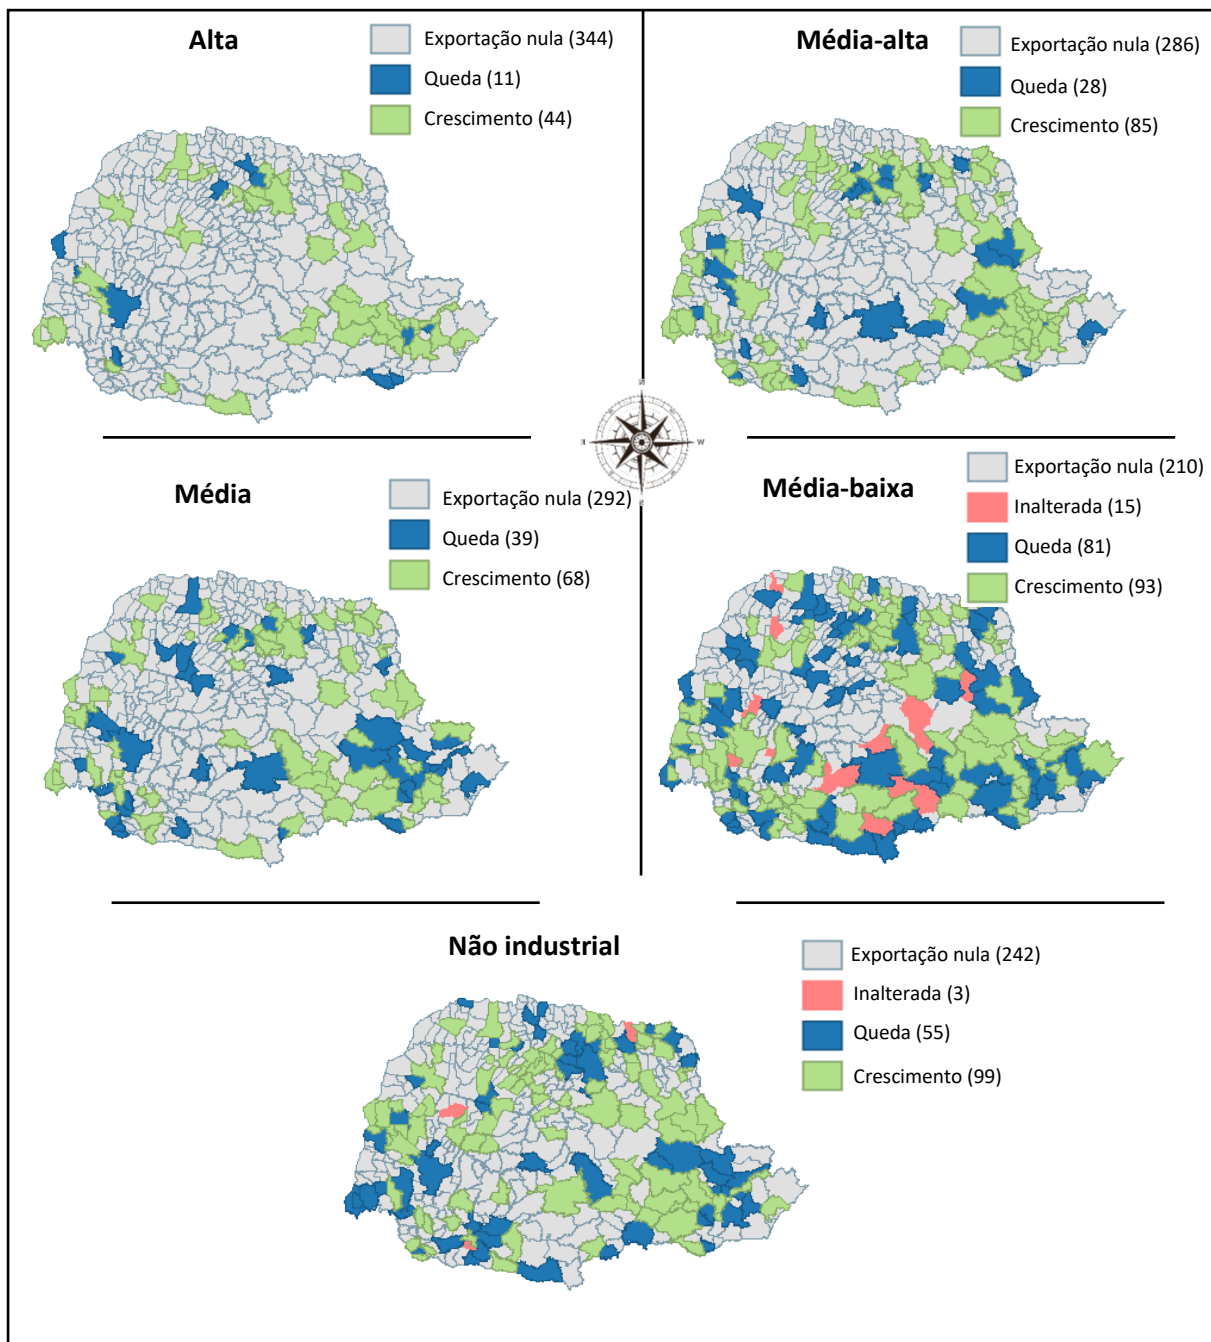 Alta
Exportação nula (344)
Queda (11)
Crescimento (44)
Média-alta
Exportação nula (286)
Queda (28)
Crescimento (85)
Média
Exportação nula (292)
Queda (39)
Crescimento (68)
Média-baixa
Exportação nula (210)
Inalterada (15)
Queda (81)
Crescimento (93)
Não industrial
Exportação nula (242)
Inalterada (3)
Queda (55)
Crescimento (99)